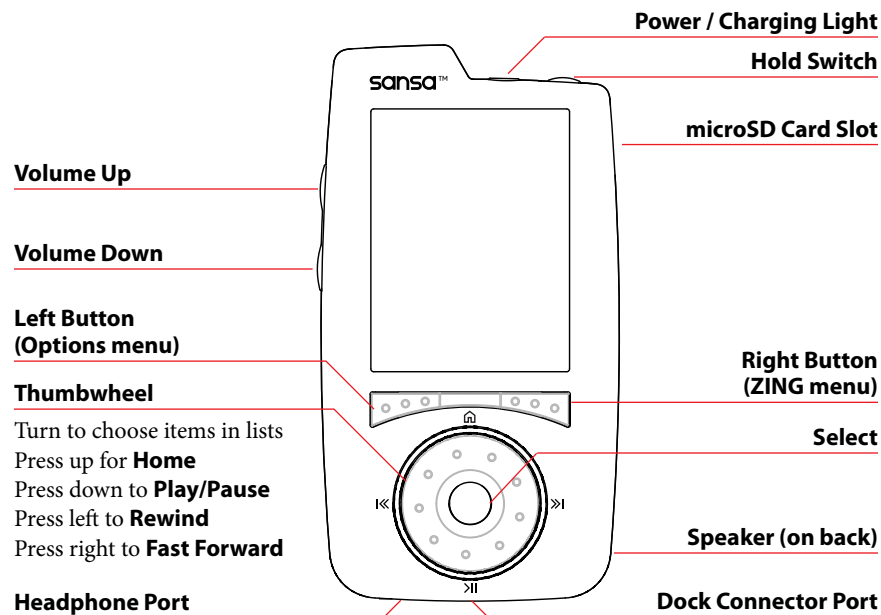 Power / Charging Light
Hold Switch
sansa™
microSD Card Slot
Volume Up
Volume Down
Left Button
(Options menu)
Right Button
(ZING menu)
Thumbwheel
Turn to choose items in lists
Press up for Home
Press down to Play/Pause
Press left to Rewind
Press right to Fast Forward
Select
Speaker (on back)
Headphone Port
Dock Connector Port